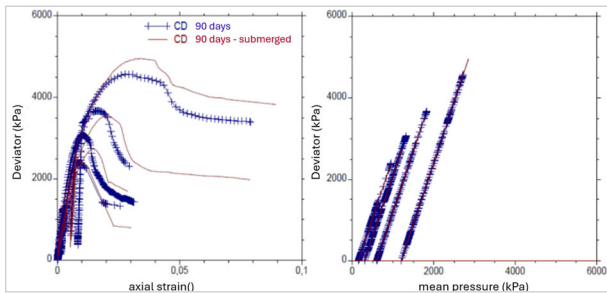 6000
CD 90 days
CD 90 days - submerged
4000
2000
0
0 0,05 0,1
Deviator (kPa)
axial strain()
6000
4000
2000
0
0 2000 4000 6000
Deviator (kPa)
mean pressure (kPa)